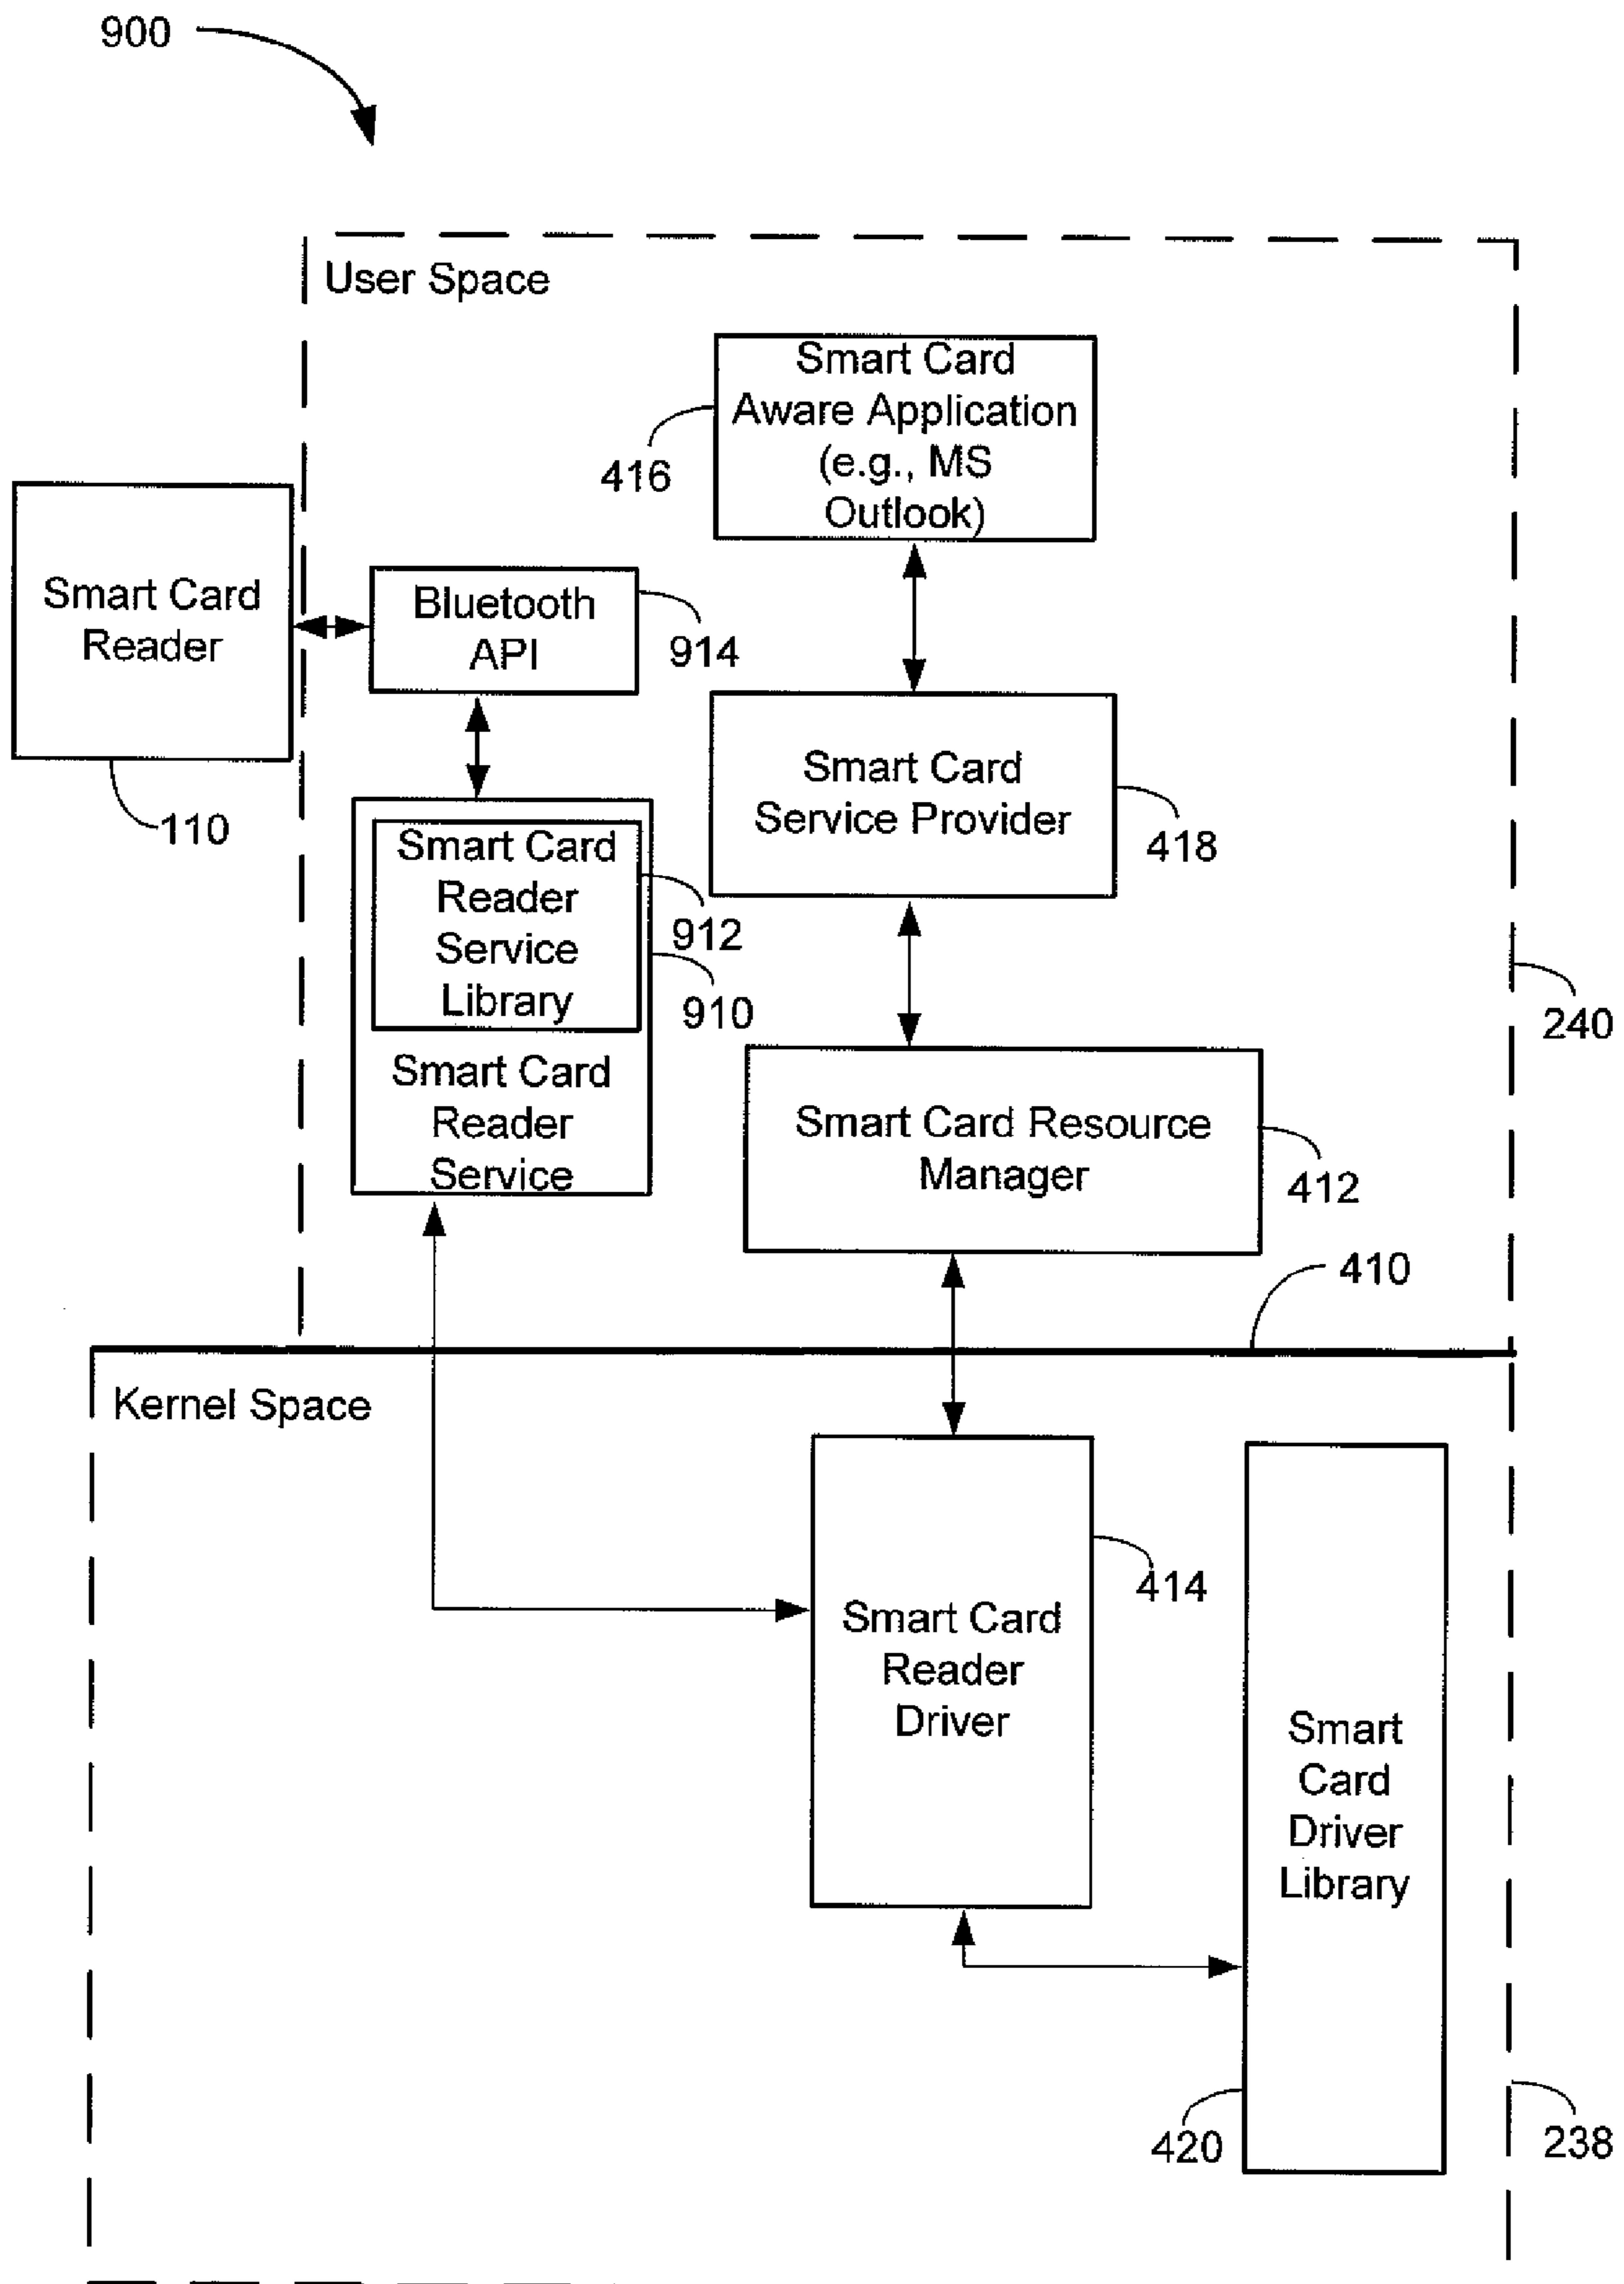 900
User Space
Smart Card
Aware Application
(e.g., MS
Outlook)
416
Smart Card
Reader
110
Bluetooth
API
914
Smart Card
Service Provider
418
Smart Card
Reader
Service
Library
912
910
Smart Card
Reader
Service
240
Smart Card Resource
Manager
412
410
Kernel Space
Smart Card
Reader
Driver
414
Smart
Card
Driver
Library
420
238